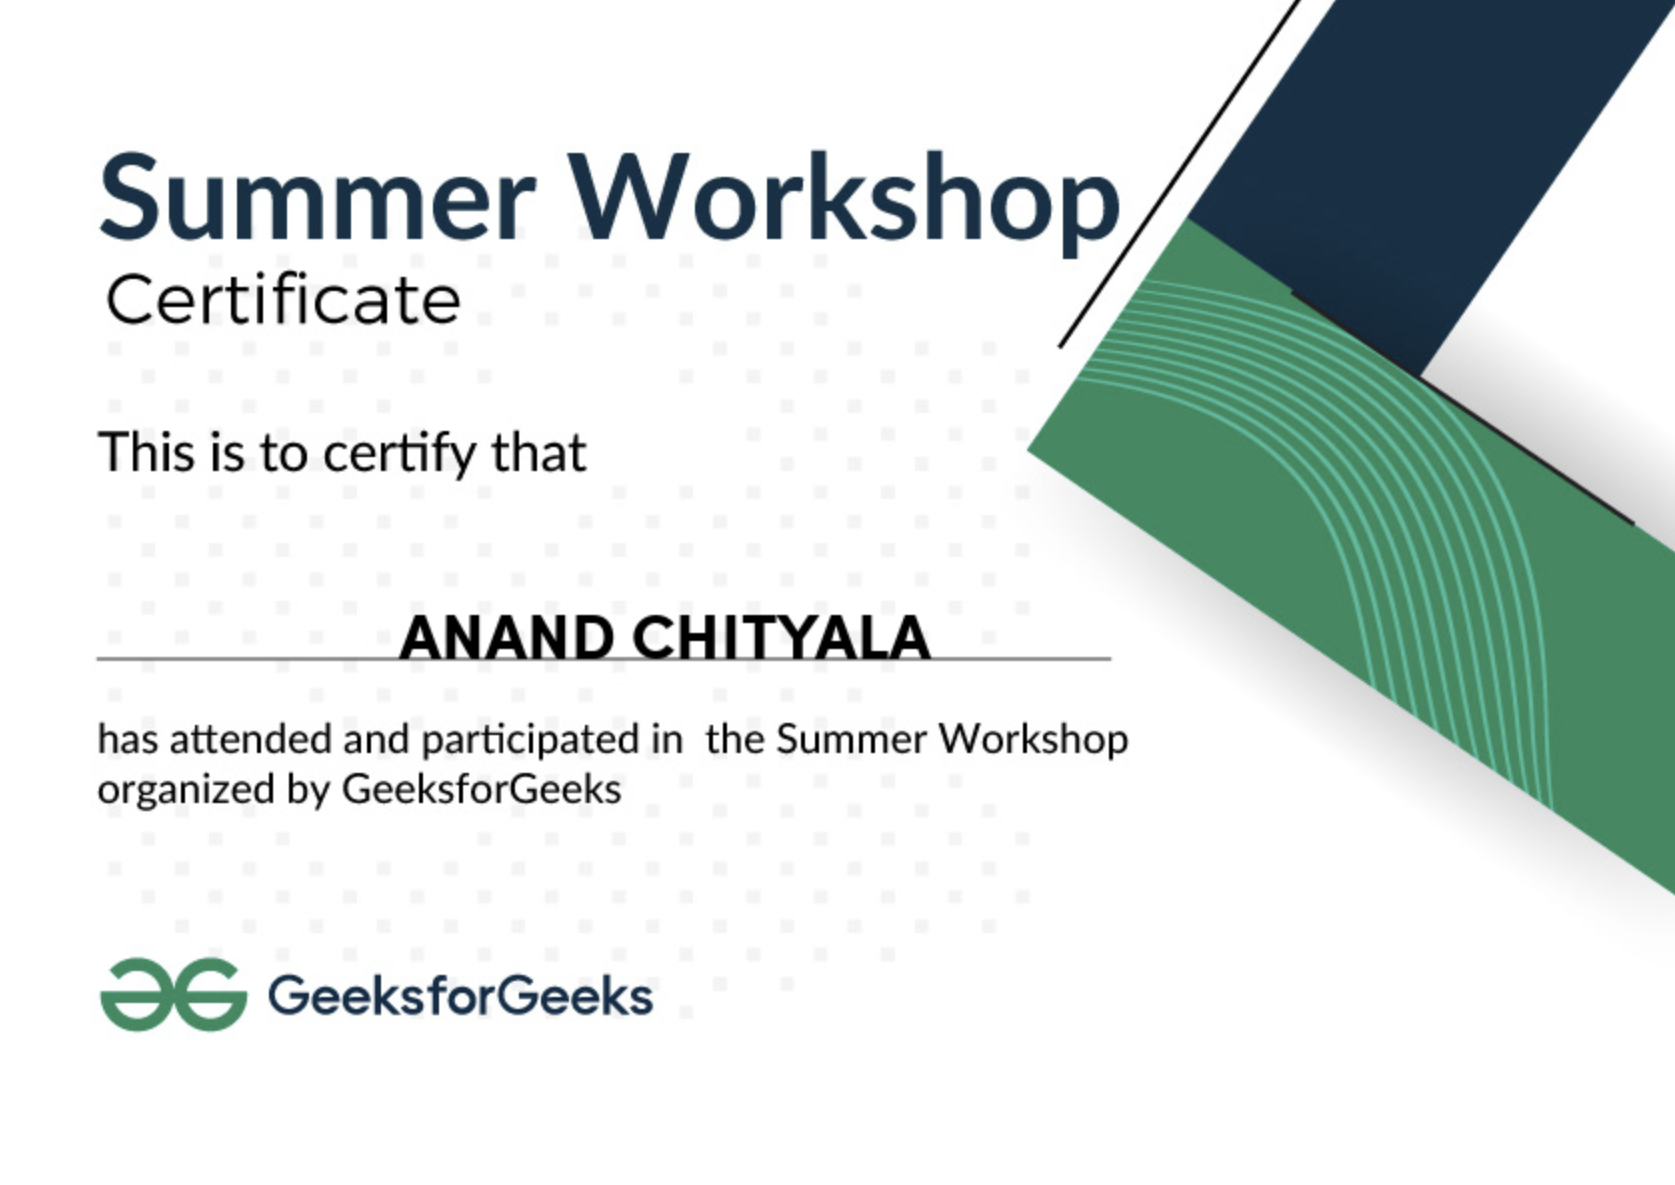 Summer Workshop
Certificate
This is to certify that
ANAND CHITYALA
has attended and participated in  the Summer Workshop
organized by GeeksforGeeks
GeeksforGeeks